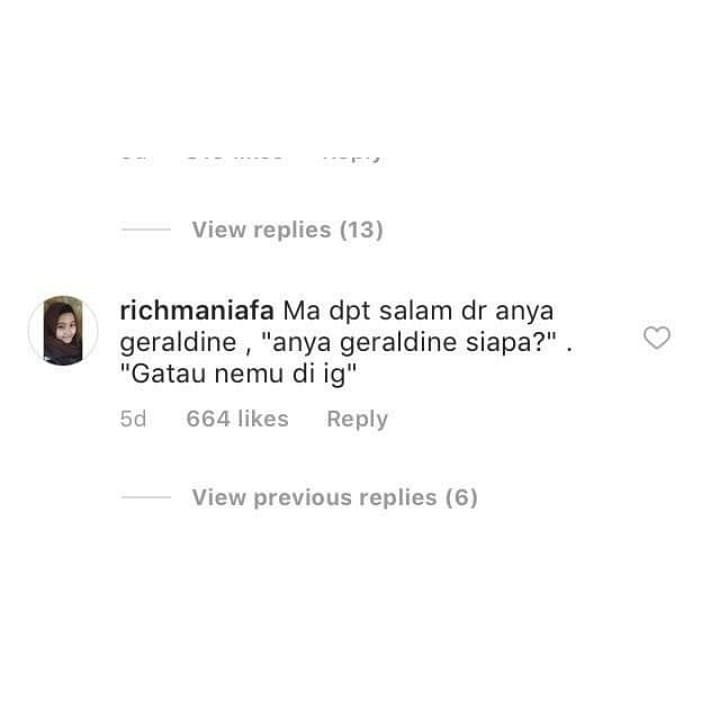 Reply
View replies (13)
richmaniafa Ma dpt salam dr anya
geraldine , "anya geraldine siapa?" .
"Gatau nemu di ig"
5d 664 likes Reply
View previous replies (6)